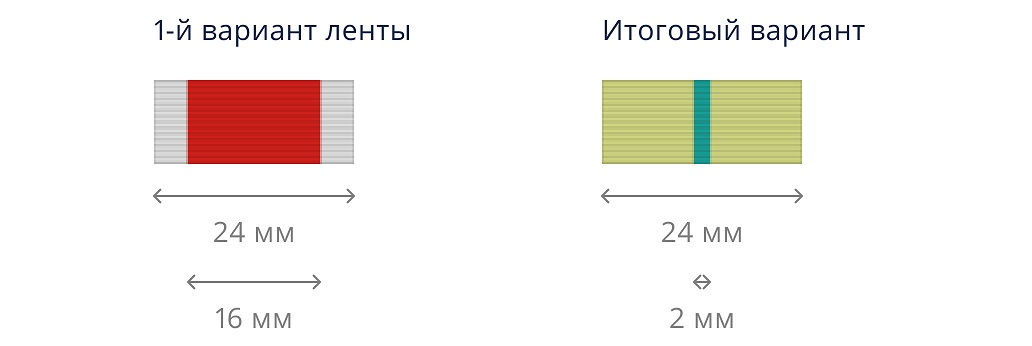 1-й вариант ленты
24 мм
16 мм
Итоговый вариант
24 мм
2 мм